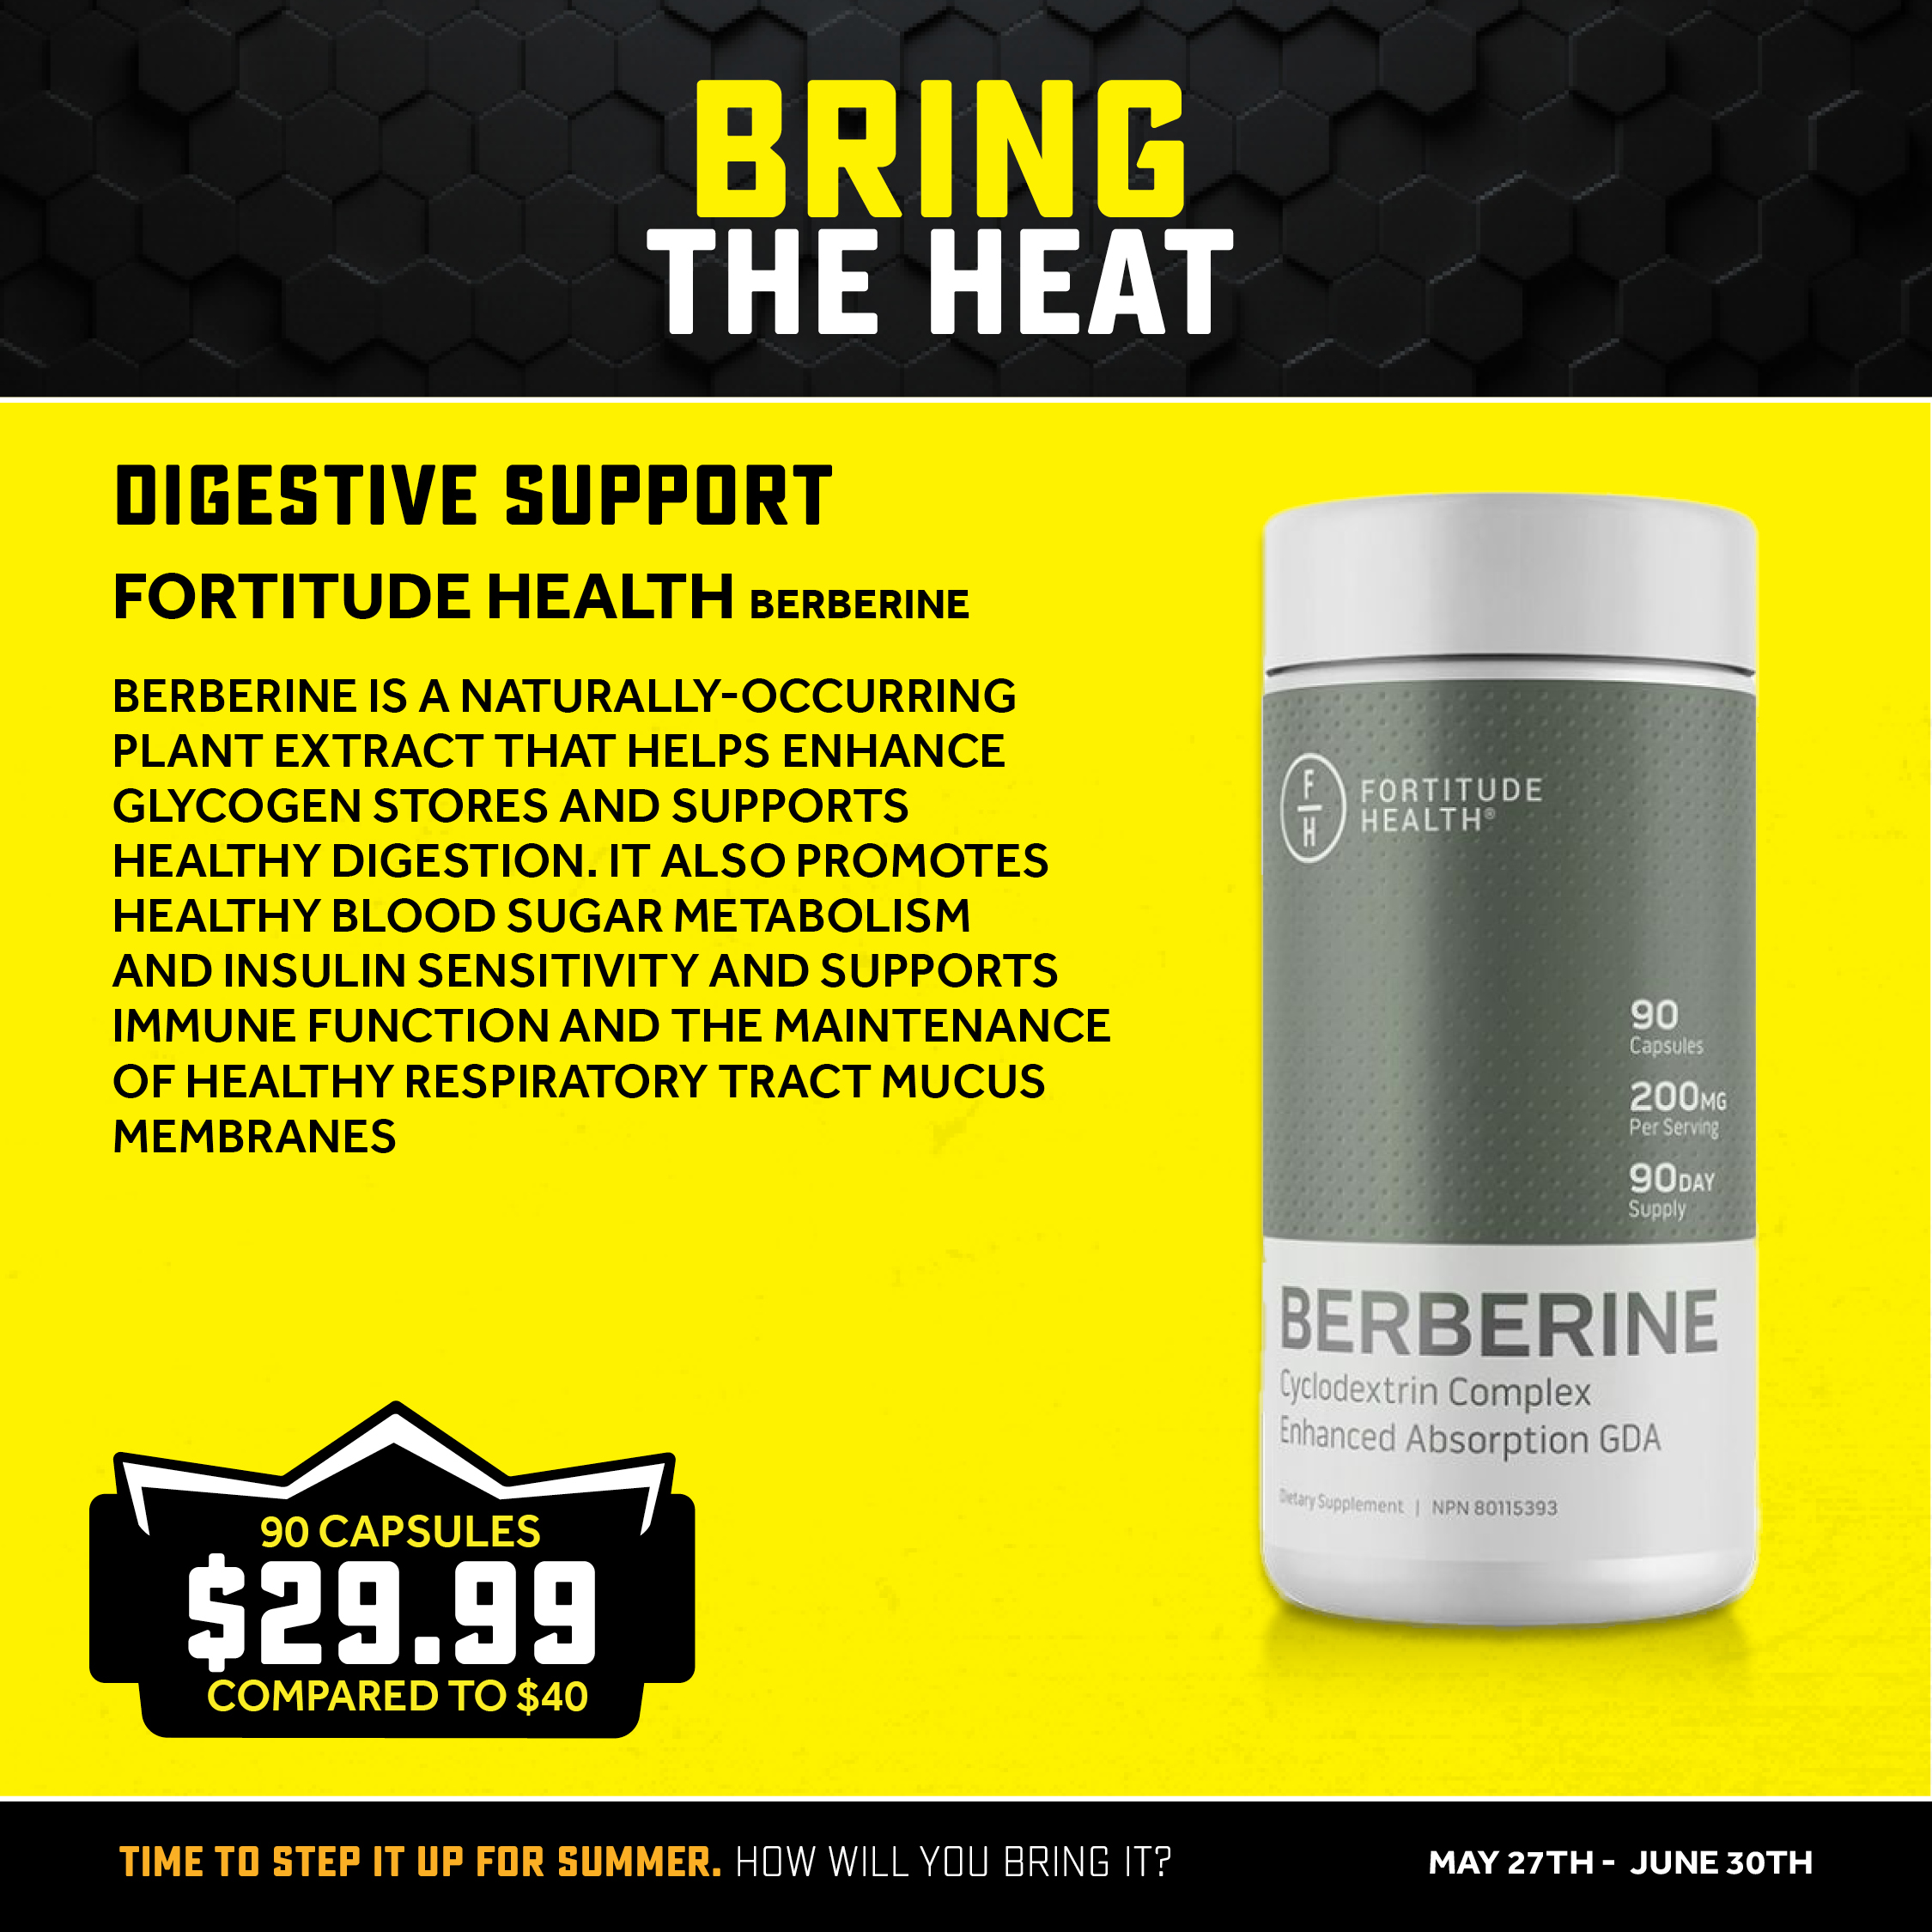 BRING
THE HEAT
DIGESTIVE SUPPORT
FORTITUDE HEALTH BERBERINE
BERBERINE IS A NATURALLY-OCCURRING
PLANT EXTRACT THAT HELPS ENHANCE
GLYCOGEN STORES AND SUPPORTS
HEALTHY DIGESTION. IT ALSO PROMOTES
HEALTHY BLOOD SUGAR METABOLISM
AND INSULIN SENSITIVITY AND SUPPORTS
IMMUNE FUNCTION AND THE MAINTENANCE
OF HEALTHY RESPIRATORY TRACT MUCUS
MEMBRANES
F
H
FORTITUDE
HEALTH®
90
Capsules
200MG
Per Serving
90DAY
Supply
BERBERINE
Cyclodextrin Complex
Enhanced Absorption GDA
Dietary Supplement | NPN 80115393
90 CAPSULES
$29.99
COMPARED TO $40
TIME TO STEP IT UP FOR SUMMER. HOW WILL YOU BRING IT?
MAY 27TH - JUNE 30TH